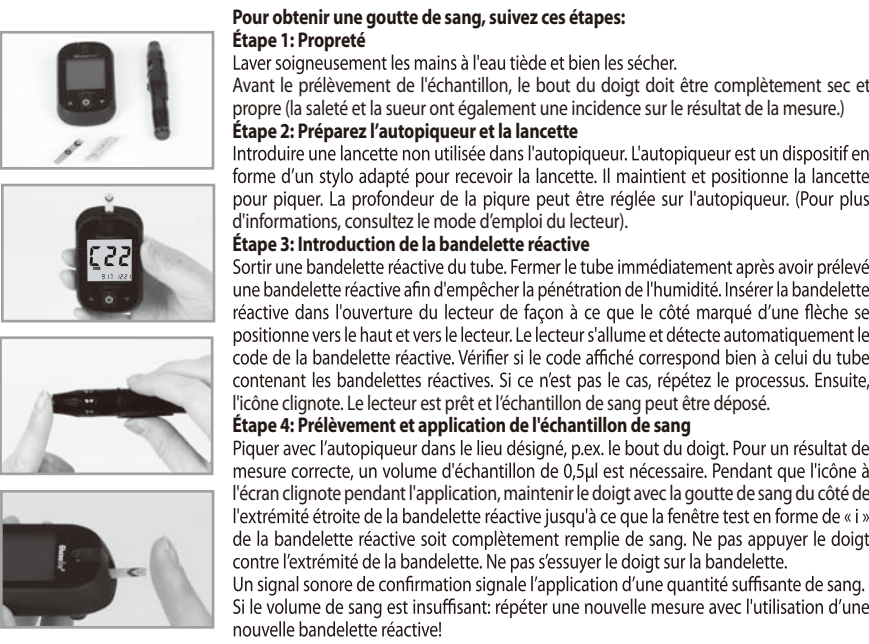 Pour obtenir une goutte de sang, suivez ces étapes:
Étape 1: Propreté
Laver soigneusement les mains à l'eau tiède et bien les sécher.
Avant le prélèvement de l'échantillon, le bout du doigt doit être complètement sec et
propre (la saleté et la sueur ont également une incidence sur le résultat de la mesure.)
Étape 2: Préparez l’autopiqueur et la lancette
Introduire une lancette non utilisée dans l'autopiqueur. L'autopiqueur est un dispositif en
forme d’un stylo adapté pour recevoir la lancette. Il maintient et positionne la lancette
pour piquer. La profondeur de la piqure peut être réglée sur l'autopiqueur. (Pour plus
d'informations, consultez le mode d’emploi du lecteur).
Étape 3: Introduction de la bandelette réactive
Sortir une bandelette réactive du tube. Fermer le tube immédiatement après avoir prélevé
une bandelette réactive afin d'empêcher la pénétration de l'humidité. Insérer la bandelette
réactive dans l'ouverture du lecteur de façon à ce que le côté marqué d’une flèche se
positionne vers le haut et vers le lecteur. Le lecteur s'allume et détecte automatiquement le
code de la bandelette réactive. Vérifier si le code affiché correspond bien à celui du tube
contenant les bandelettes réactives. Si ce n’est pas le cas, répétez le processus. Ensuite,
l'icône clignote. Le lecteur est prêt et l’échantillon de sang peut être déposé.
Étape 4: Prélèvement et application de l'échantillon de sang
Piquer avec l’autopiqueur dans le lieu désigné, p.ex. le bout du doigt. Pour un résultat de
mesure correcte, un volume d'échantillon de 0,5µl est nécessaire. Pendant que l'icône à
l'écran clignote pendant l'application, maintenir le doigt avec la goutte de sang du côté de
l'extrémité étroite de la bandelette réactive jusqu'à ce que la fenêtre test en forme de « i »
de la bandelette réactive soit complètement remplie de sang. Ne pas appuyer le doigt
contre l’extrémité de la bandelette. Ne pas s’essuyer le doigt sur la bandelette.
Un signal sonore de confirmation signale l’application d’une quantité suffisante de sang.
Si le volume de sang est insuffisant: répéter une nouvelle mesure avec l'utilisation d’une
nouvelle bandelette réactive!
C22